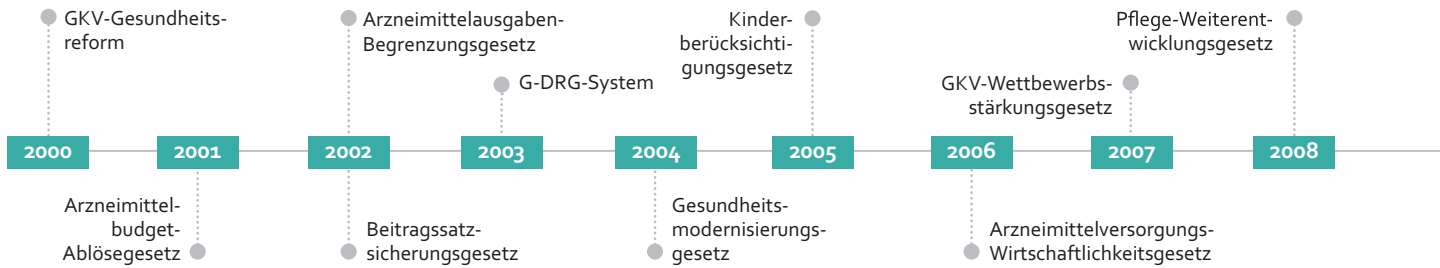 GKV-Gesundheits-
reform
Arzneimittelausgaben-
Begrenzungsgesetz
G-DRG-System
Kinder-
berücksichti-
gungsgesetz
GKV-Wettbewerbs-
stärkungsgesetz
Pflege-Weiterent-
wicklungsgesetz
2000 2001 2002 2003 2004 2005 2006 2007 2008
Arzneimittel-
budget-
Ablösegesetz
Beitragssatz-
sicherungsgesetz
Gesundheits-
modernisierungs-
gesetz
Arzneimittelversorgungs-
Wirtschaftlichkeitsgesetz